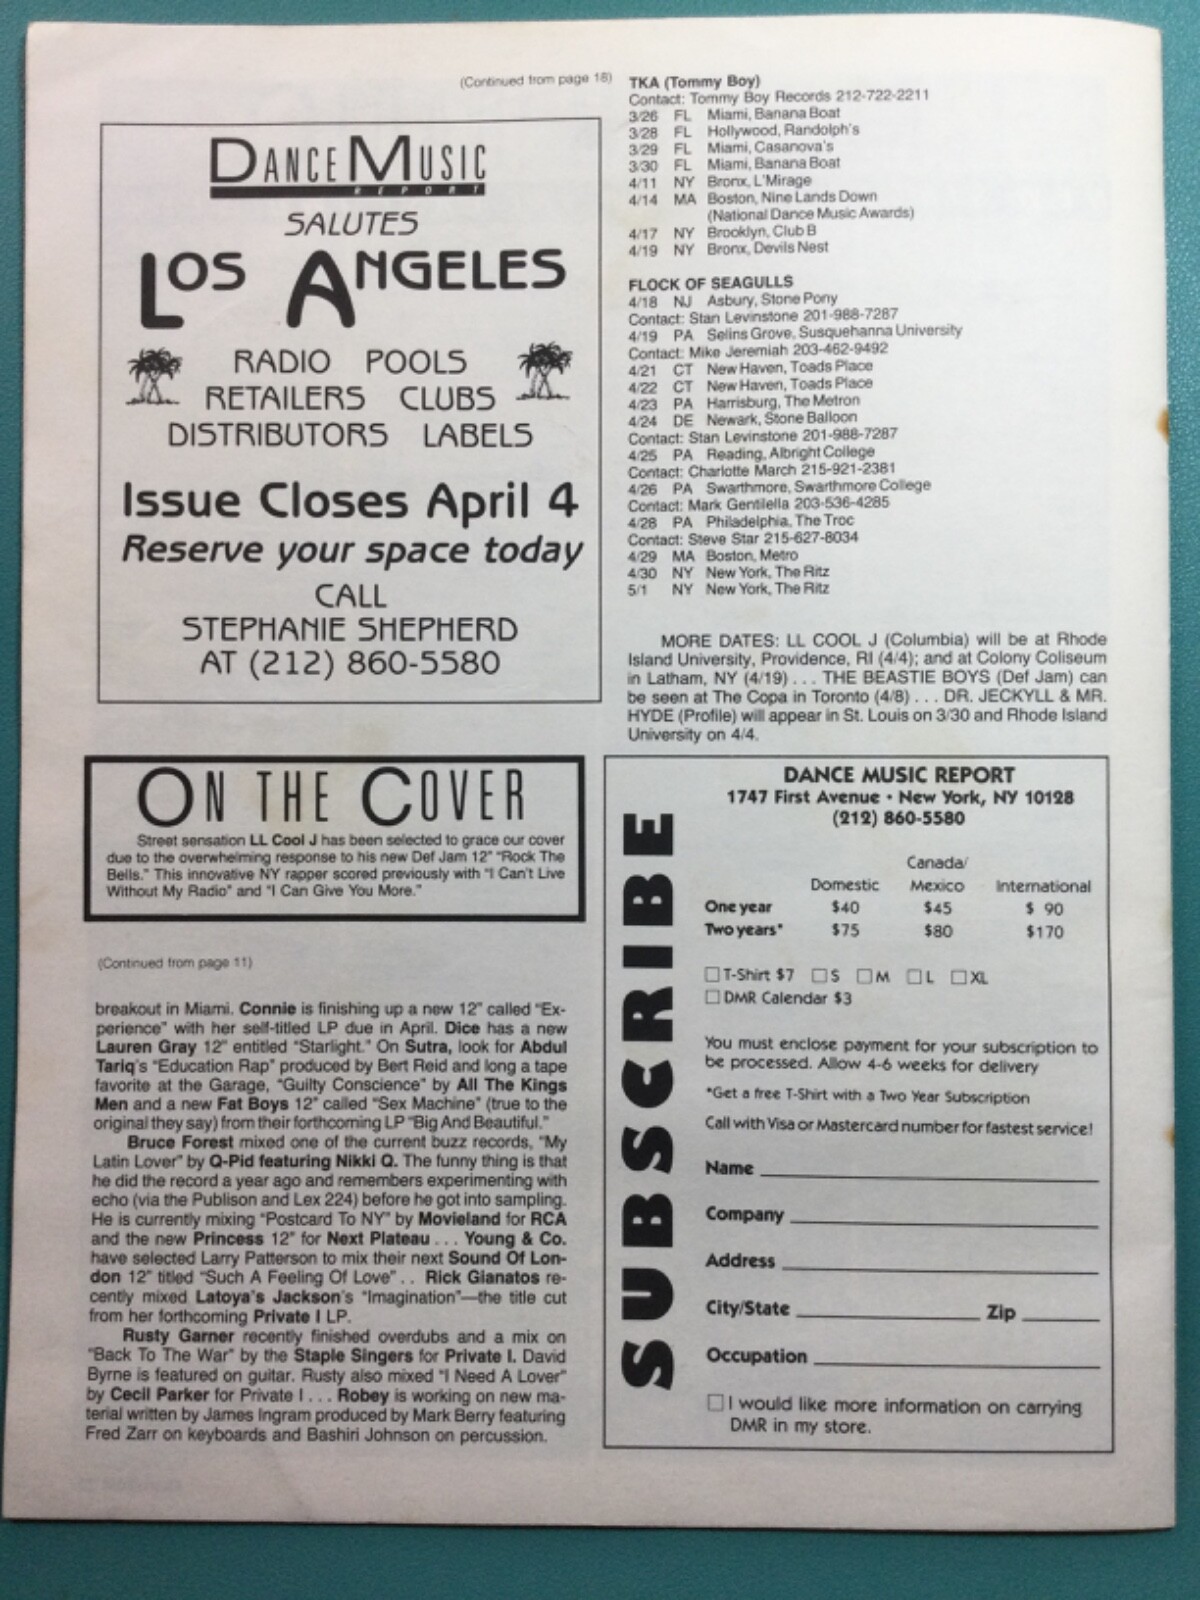 (Continued from page 18)
DANCE MUSIC
REPORT
SALUTES
LOS ANGELES
RADIO POOLS
RETAILERS CLUBS
DISTRIBUTORS LABELS
Issue Closes April 4
Reserve your space today
CALL
STEPHANIE SHEPHERD
AT (212) 860-5580
ON THE COVER
Street sensation LL Cool J has been selected to grace our cover
due to the overwhelming response to his new Def Jam 12" "Rock The
Bells." This innovative NY rapper scored previously with "I Can't Live
Without My Radio" and "I Can Give You More."
(Continued from page 11)
breakout in Miami. Connie is finishing up a new 12" called "Ex-
perience" with her self-titled LP due in April. Dice has a new
Lauren Gray 12" entitled "Starlight." On Sutra, look for Abdul
Tariq's "Education Rap" produced by Bert Reid and long a tape
favorite at the Garage, "Guilty Conscience" by All The Kings
Men and a new Fat Boys 12" called "Sex Machine" (true to the
original they say) from their forthcoming LP "Big And Beautiful."
Bruce Forest mixed one of the current buzz records, "My
Latin Lover" by Q-Pid featuring Nikki Q. The funny thing is that
he did the record a year ago and remembers experimenting with
echo (via the Publison and Lex 224) before he got into sampling.
He is currently mixing "Postcard To NY" by Movieland for RCA
and the new Princess 12" for Next Plateau . . . Young & Co.
have selected Larry Patterson to mix their next Sound Of Lon-
don 12" titled "Such A Feeling Of Love" . . Rick Gianatos re-
cently mixed Latoya's Jackson's "Imagination"—the title cut
from her forthcoming Private I LP.
Rusty Garner recently finished overdubs and a mix on
"Back To The War" by the Staple Singers for Private I. David
Byrne is featured on guitar. Rusty also mixed "I Need A Lover"
by Cecil Parker for Private I . . . Robey is working on new ma-
terial written by James Ingram produced by Mark Berry featuring
Fred Zarr on keyboards and Bashiri Johnson on percussion.
TKA (Tommy Boy)
Contact: Tommy Boy Records 212-722-2211
3/26 FL Miami, Banana Boat
3/28 FL Hollywood, Randolph's
3/29 FL Miami, Casanova's
3/30 FL Miami, Banana Boat
4/11 NY Bronx, L'Mirage
4/14 MA Boston, Nine Lands Down
(National Dance Music Awards)
4/17 NY Brooklyn, Club B
4/19 NY Bronx, Devils Nest
FLOCK OF SEAGULLS
4/18 NJ Asbury, Stone Pony
Contact: Stan Levinstone 201-988-7287
4/19 PA Selins Grove, Susquehanna University
Contact: Mike Jeremiah 203-462-9492
4/21 CT New Haven, Toads Place
4/22 CT New Haven, Toads Place
4/23 PA Harrisburg, The Metron
4/24 DE Newark, Stone Balloon
Contact: Stan Levinstone 201-988-7287
4/25 PA Reading, Albright College
Contact: Charlotte March 215-921-2381
4/26 PA Swarthmore, Swarthmore College
Contact: Mark Gentilella 203-536-4285
4/28 PA Philadelphia, The Troc
Contact: Steve Star 215-627-8034
4/29 MA Boston, Metro
4/30 NY New York, The Ritz
5/1 NY New York, The Ritz
MORE DATES: LL COOL J (Columbia) will be at Rhode
Island University, Providence, RI (4/4); and at Colony Coliseum
in Latham, NY (4/19) . . . THE BEASTIE BOYS (Def Jam) can
be seen at The Copa in Toronto (4/8) . . . DR. JECKYLL & MR.
HYDE (Profile) will appear in St. Louis on 3/30 and Rhode Island
University on 4/4.
SUBSCRIBE
DANCE MUSIC REPORT
1747 First Avenue • New York, NY 10128
(212) 860-5580
Canada/
Domestic Mexico International
One year $40 $45 $ 90
Two years* $75 $80 $170
T-Shirt $7 S M L XL
DMR Calendar $3
You must enclose payment for your subscription to
be processed. Allow 4-6 weeks for delivery
*Get a free T-Shirt with a Two Year Subscription
Call with Visa or Mastercard number for fastest service!
Name
Company
Address
City/State Zip
Occupation
I would like more information on carrying
DMR in my store.